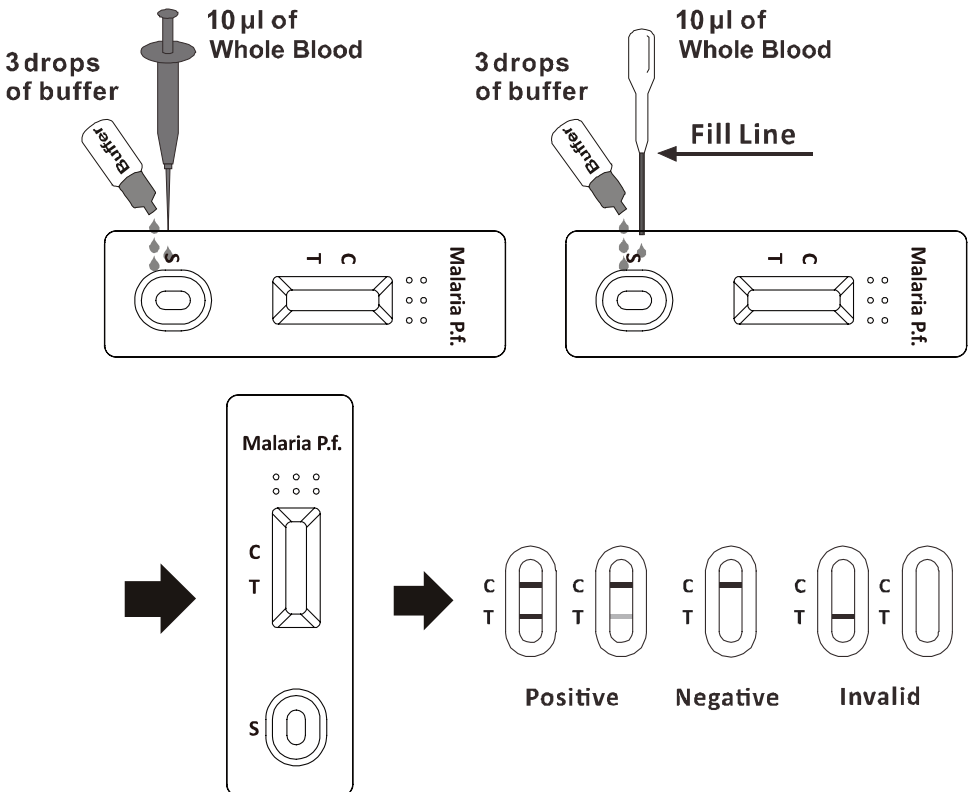 10 µl of
Whole Blood
3 drops
of buffer
Buffer
S
T C
Malaria P.f.
10 µl of
Whole Blood
3 drops
of buffer
Fill Line
Buffer
S
T C
Malaria P.f.
Malaria P.f.
C
T
S
C C C C C
T T T T T
Positive Negative Invalid